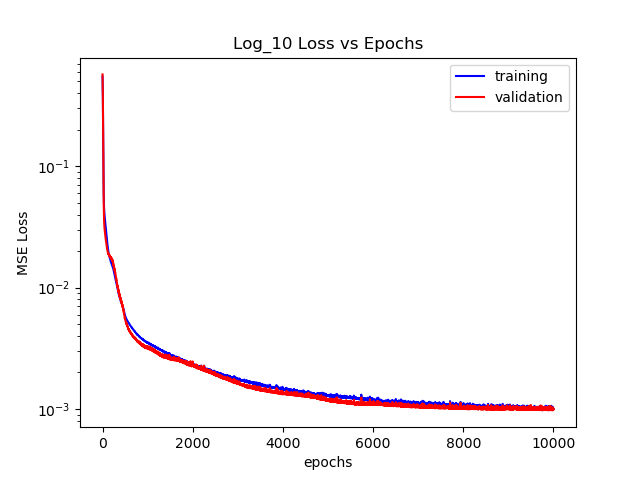 Log_10 Loss vs Epochs
training
validation
10⁻¹
10⁻²
10⁻³
MSE Loss
0 2000 4000 6000 8000 10000
epochs